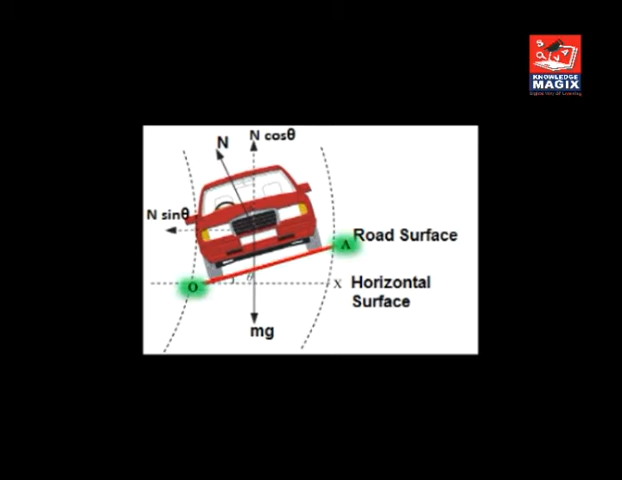 KNOWLEDGE
MAGIX
N cosθ
N
N sinθ
A
Road Surface
O
θ
X
Horizontal
Surface
mg